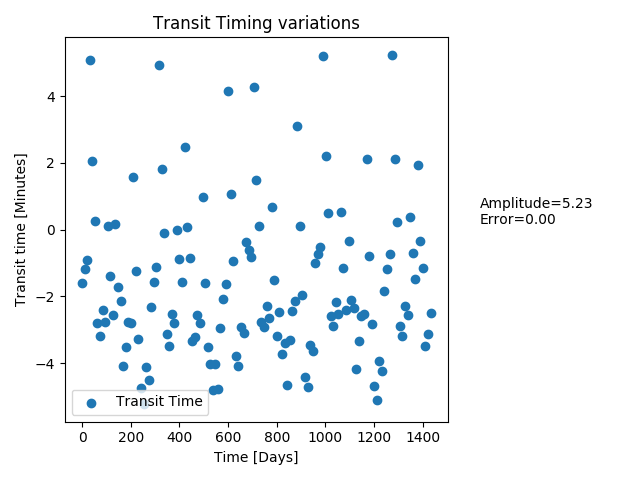 Transit Timing variations
Transit time [Minutes]
4
2
0
−2
−4
Transit Time
0 200 400 600 800 1000 1200 1400
Time [Days]
Amplitude=5.23
Error=0.00